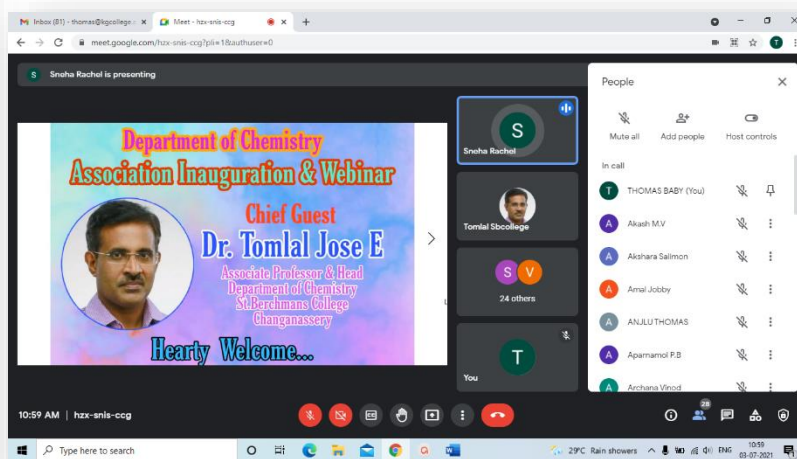 Inbox (81) - thomas@kgcollege.
Meet - hzx-snis-ccg
meet.google.com/hzx-snis-ccg?pli=1&authuser=0
T
S
Sneha Rachel is presenting
Department of Chemistry
Association Inauguration & Webinar
Chief Guest
Dr. Tomlal Jose E
Associate Professor & Head
Department of Chemistry
St.Berchmans College
Changanassery
Hearty Welcome...
S
Sneha Rachel
Tomlal Sbcollege
S V
24 others
T
You
People
Mute all
Add people
Host controls
In call
T THOMAS BABY (You)
A Akash M.V
A Akshara Salimon
A Amal Jobby
A ANJLU THOMAS
A Aparnamol P.B
A Archana Vinod
10:59 AM | hzx-snis-ccg
28
Type here to search
29°C Rain showers
ENG
10:59
03-07-2021